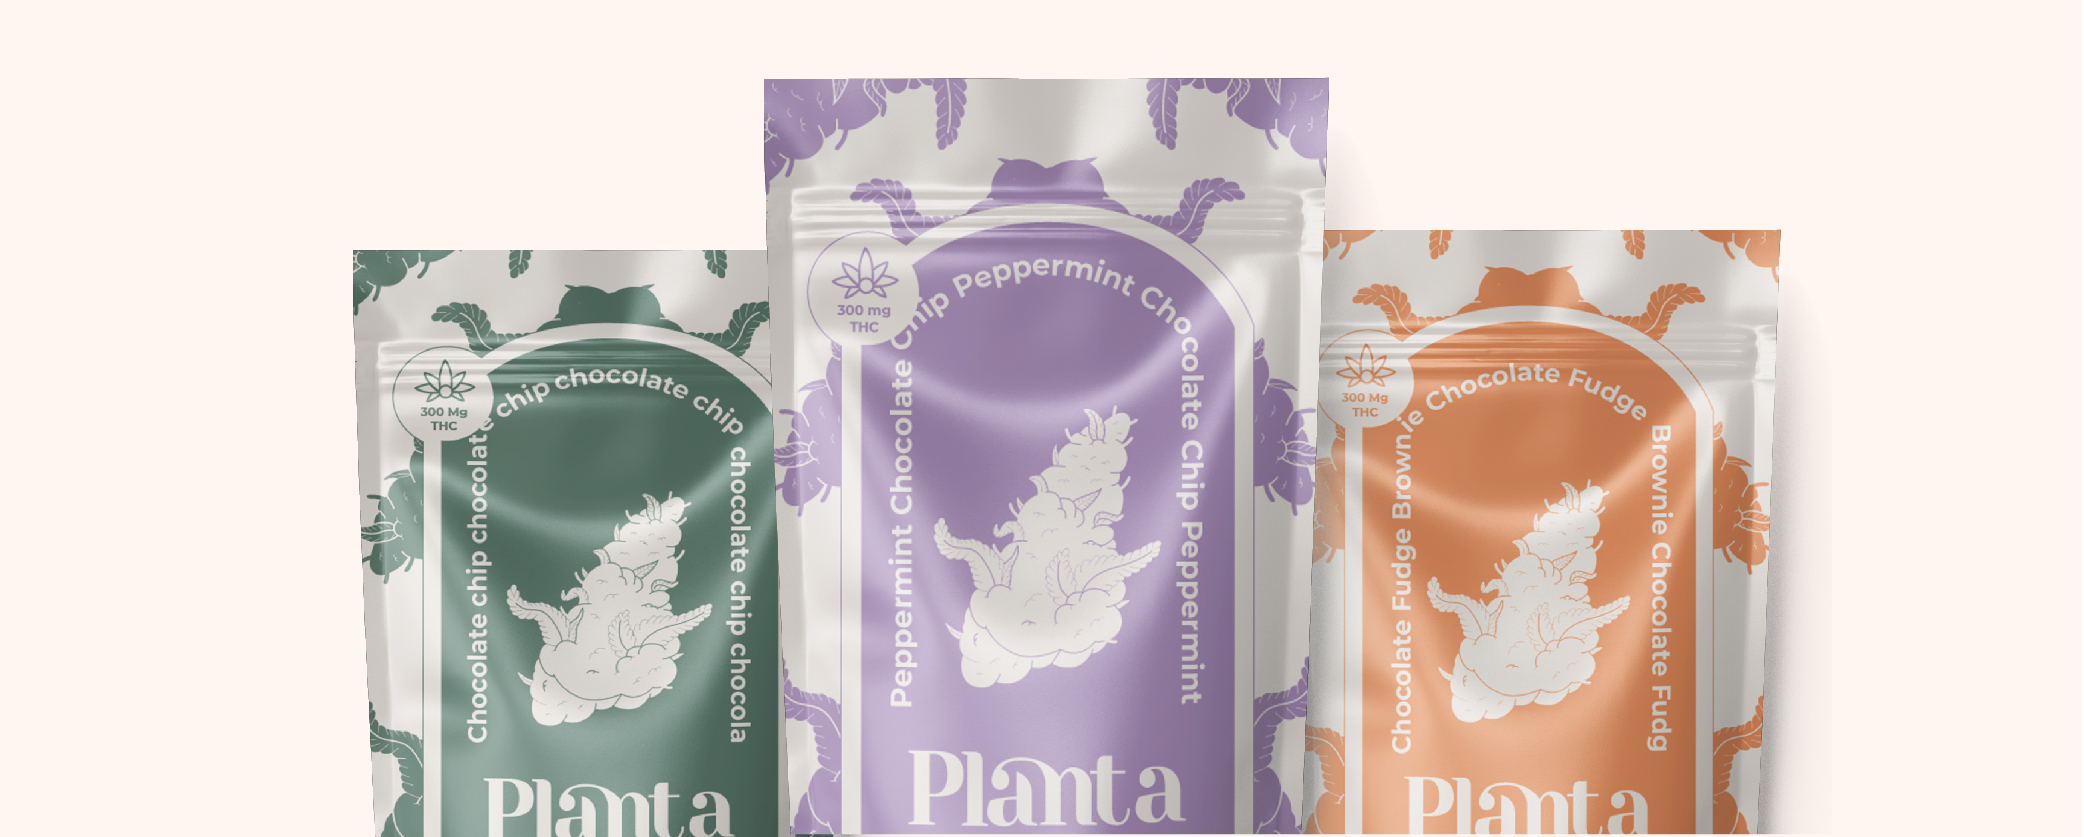 300 Mg
THC
Chocolate chip chocolate chip chocolate chip chocolate chip chocola
Planta
300 mg
THC
Peppermint Chocolate Chip Peppermint Chocolate Chip Peppermint
Planta
300 Mg
THC
Chocolate Fudge Brownie Chocolate Fudge Brownie Chocolate Fudg
Planta